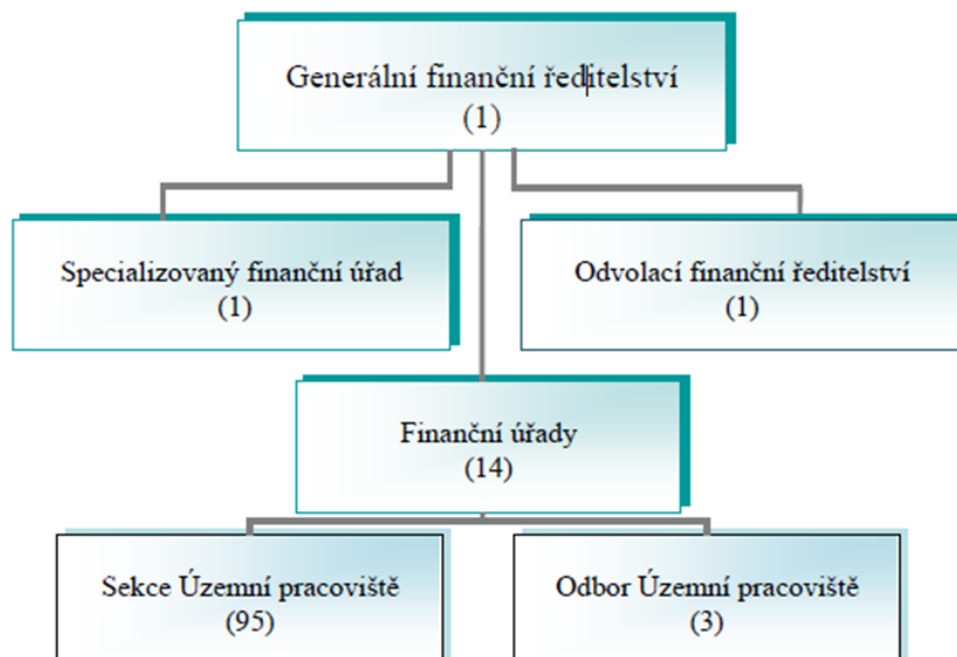 Generální finanční ředitelství
(1)
Specializovaný finanční úřad
(1)
Odvolací finanční ředitelství
(1)
Finanční úřady
(14)
Sekce Územní pracoviště
(95)
Odbor Územní pracoviště
(3)